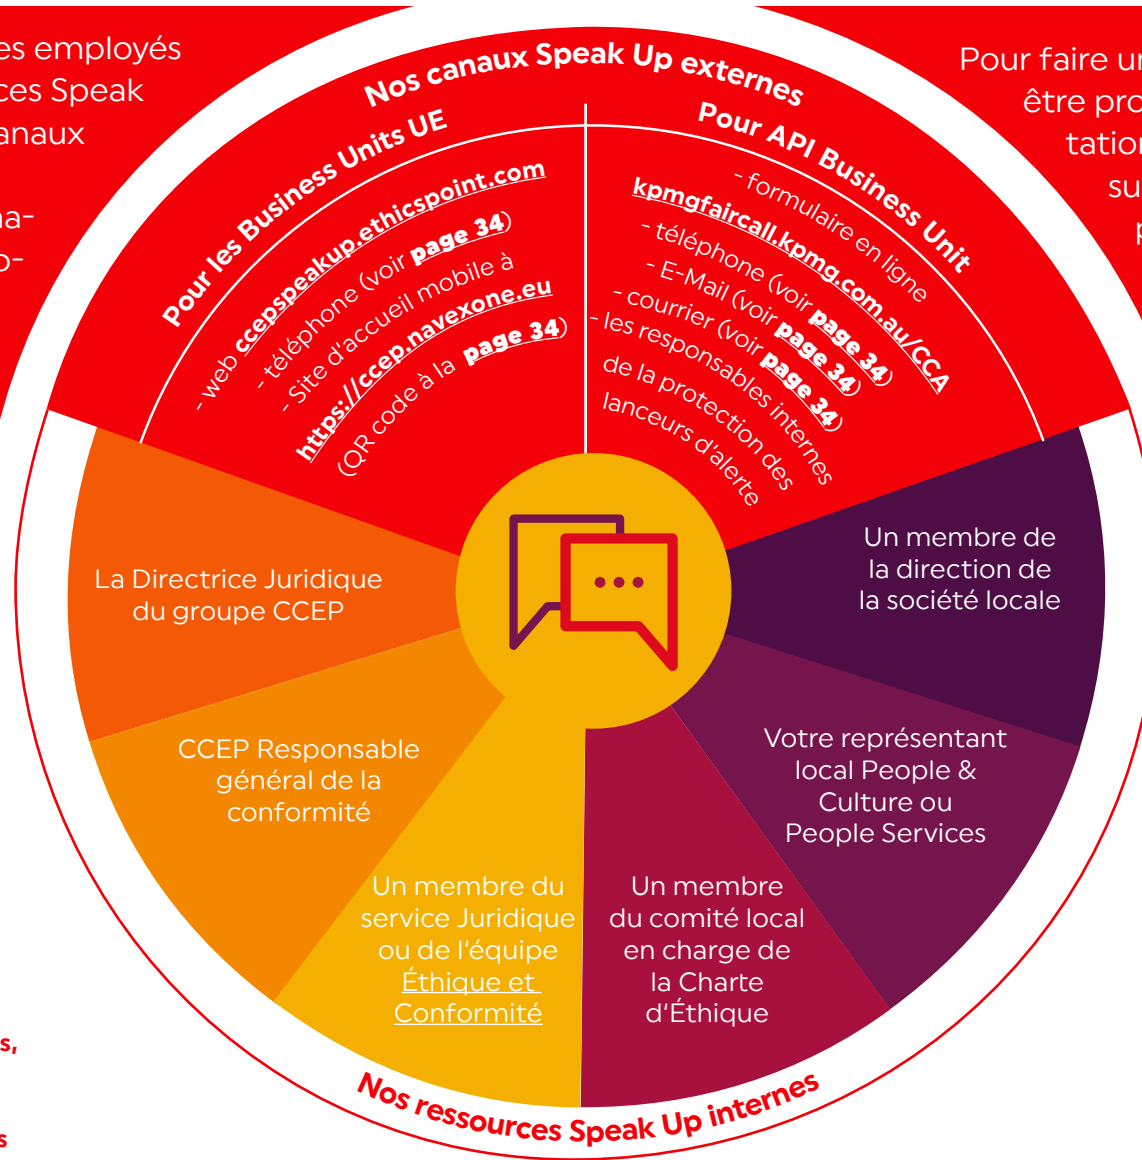 es employés
ces Speak
anaux
na-
o-
Pour faire un
être pro
tation
su
p
Nos canaux Speak Up externes
Pour les Business Units UE
- web ccepspeakup.ethicspoint.com
- téléphone (voir page 34)
- Site d'accueil mobile à
https://ccep.navexone.eu
(QR code à la page 34)
Pour API Business Unit
- formulaire en ligne
kpmgfaircall.kpmg.com.au/CCA
- téléphone (voir page 34)
- E-Mail (voir page 34)
- courrier (voir page 34)
- les responsables internes
de la protection des
lanceurs d'alerte
La Directrice Juridique
du groupe CCEP
CCEP Responsable
général de la
conformité
Un membre du
service Juridique
ou de l'équipe
Éthique et
Conformité
Un membre
du comité local
en charge de
la Charte
d'Éthique
Votre représentant
local People &
Culture ou
People Services
Un membre de
la direction de
la société locale
Nos ressources Speak Up internes
s,
s